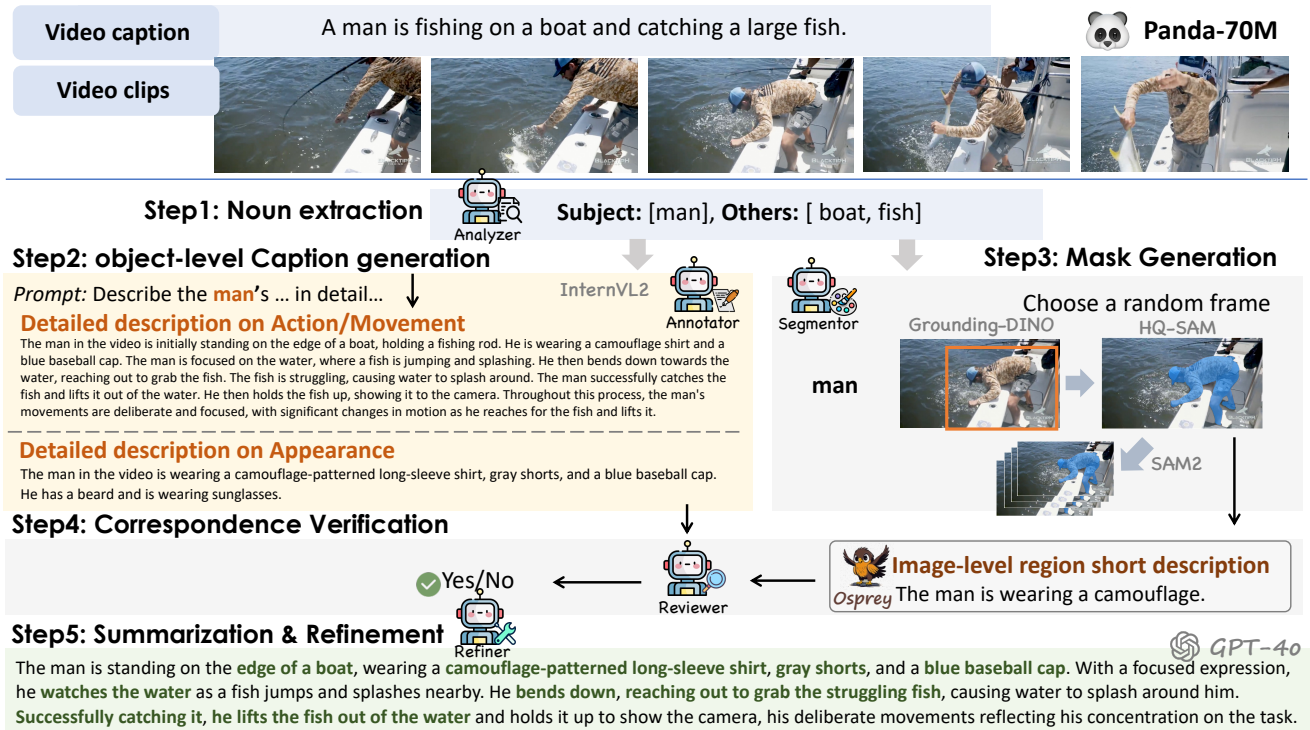 Video caption
A man is fishing on a boat and catching a large fish.
Panda-70M
Video clips
BLACKTIPH
Step1: Noun extraction
Analyzer
Subject: [man], Others: [ boat, fish]
Step2: object-level Caption generation
Prompt: Describe the man's ... in detail...
InternVL2
Annotator
Detailed description on Action/Movement
The man in the video is initially standing on the edge of a boat, holding a fishing rod. He is wearing a camouflage shirt and a
blue baseball cap. The man is focused on the water, where a fish is jumping and splashing. He then bends down towards the
water, reaching out to grab the fish. The fish is struggling, causing water to splash around. The man successfully catches the
fish and lifts it out of the water. He then holds the fish up, showing it to the camera. Throughout this process, the man's
movements are deliberate and focused, with significant changes in motion as he reaches for the fish and lifts it.
Detailed description on Appearance
The man in the video is wearing a camouflage-patterned long-sleeve shirt, gray shorts, and a blue baseball cap.
He has a beard and is wearing sunglasses.
Step3: Mask Generation
Segmentor
Choose a random frame
Grounding-DINO
HQ-SAM
man
SAM2
Step4: Correspondence Verification
Yes/No
Reviewer
Osprey
Image-level region short description
The man is wearing a camouflage.
Step5: Summarization & Refinement
Refiner
GPT-4o
The man is standing on the edge of a boat, wearing a camouflage-patterned long-sleeve shirt, gray shorts, and a blue baseball cap. With a focused expression,
he watches the water as a fish jumps and splashes nearby. He bends down, reaching out to grab the struggling fish, causing water to splash around him.
Successfully catching it, he lifts the fish out of the water and holds it up to show the camera, his deliberate movements reflecting his concentration on the task.